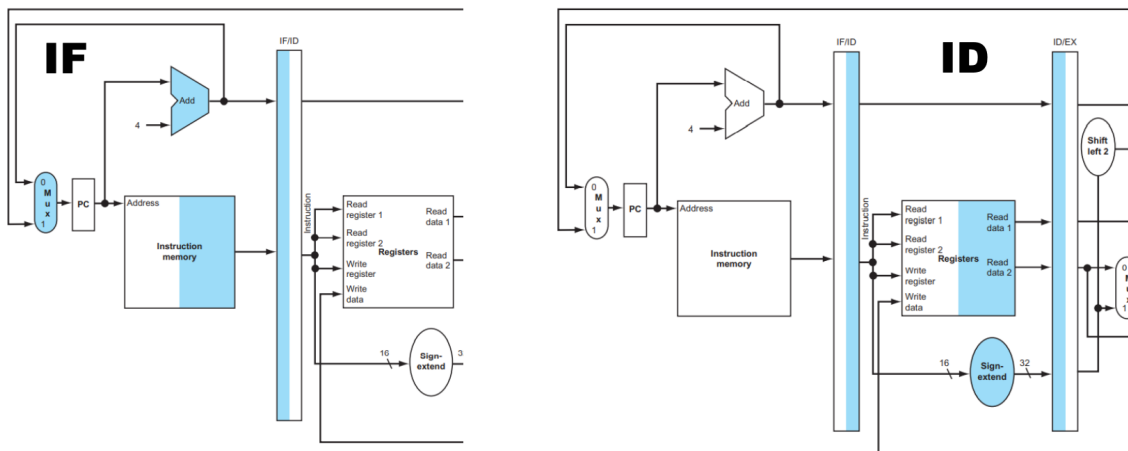 IF
IF/ID
Add
4
0
M
u
x
1
PC
Address
Instruction
memory
Instruction
Read
register 1
Read
register 2
Write
register
Write
data
Registers
Read
data 1
Read
data 2
16
Sign-
extend
3
ID
IF/ID
ID/EX
Add
4
Shift
left 2
0
M
u
x
1
PC
Address
Instruction
memory
Instruction
Read
register 1
Read
register 2
Write
register
Write
data
Registers
Read
data 1
Read
data 2
0
M
u
x
1
16
Sign-
extend
32